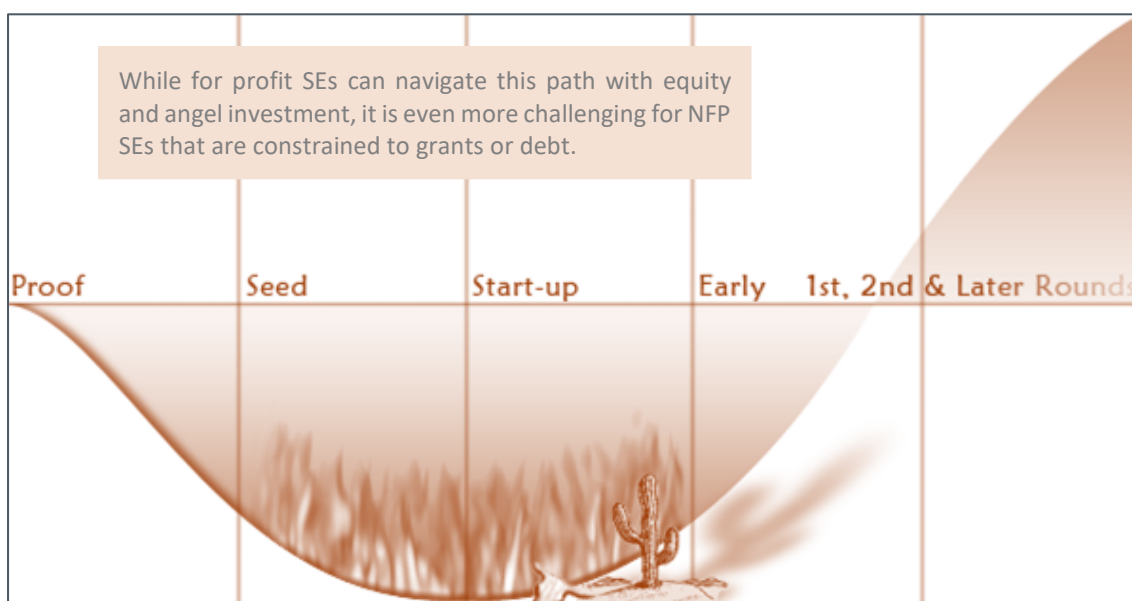 While for profit SEs can navigate this path with equity
and angel investment, it is even more challenging for NFP
SEs that are constrained to grants or debt.
Proof Seed Start-up Early 1st, 2nd & Later Rounds